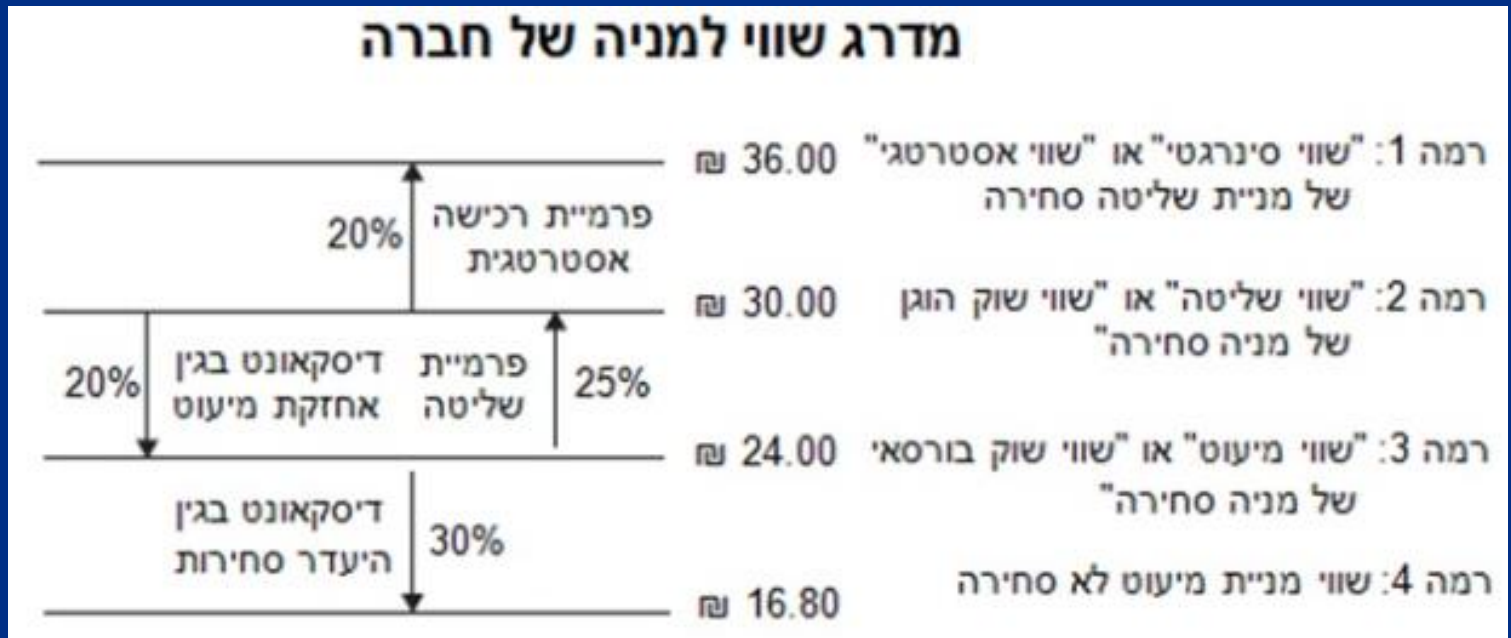 מדרג שווי למניה של חברה
רמה 1: "שווי סינרגטי" או "שווי אסטרטגי" 36.00 ₪
של מניית שליטה סחירה
פרמיית רכישה
אסטרטגית
20%
רמה 2: "שווי שליטה" או "שווי שוק הוגן 30.00 ₪
של מניה סחירה"
25%
פרמיית
שליטה
דיסקאונט בגין
אחזקת מיעוט
20%
רמה 3: "שווי מיעוט" או "שווי שוק בורסאי 24.00 ₪
של מניה סחירה"
30%
דיסקאונט בגין
היעדר סחירות
רמה 4: שווי מניית מיעוט לא סחירה 16.80 ₪